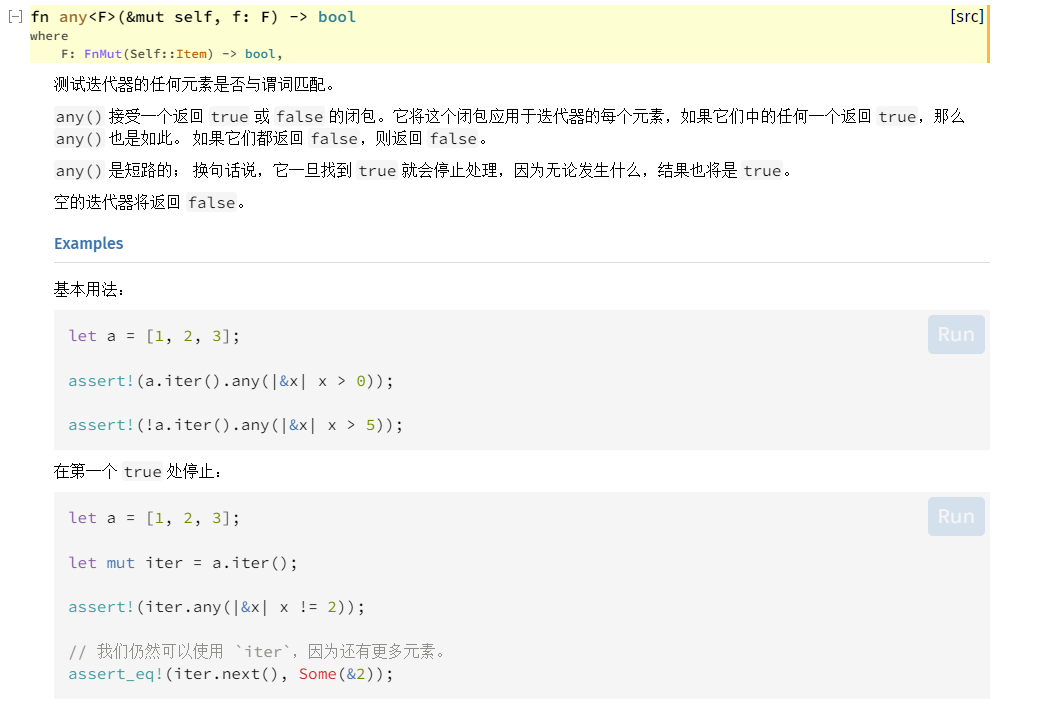 [-] fn any<F>(&mut self, f: F) -> bool [src]
where
    F: FnMut(Self::Item) -> bool,
测试迭代器的任何元素是否与谓词匹配。
any() 接受一个返回 true 或 false 的闭包。它将这个闭包应用于迭代器的每个元素，如果它们中的任何一个返回 true，那么
any() 也是如此。 如果它们都返回 false，则返回 false。
any() 是短路的； 换句话说，它一旦找到 true 就会停止处理，因为无论发生什么，结果也将是 true。
空的迭代器将返回 false。
Examples
基本用法：
Run
let a = [1, 2, 3];
assert!(a.iter().any(|&x| x > 0));
assert!(!a.iter().any(|&x| x > 5));
在第一个 true 处停止：
Run
let a = [1, 2, 3];
let mut iter = a.iter();
assert!(iter.any(|&x| x != 2));
// 我们仍然可以使用 `iter`，因为还有更多元素。
assert_eq!(iter.next(), Some(&2));